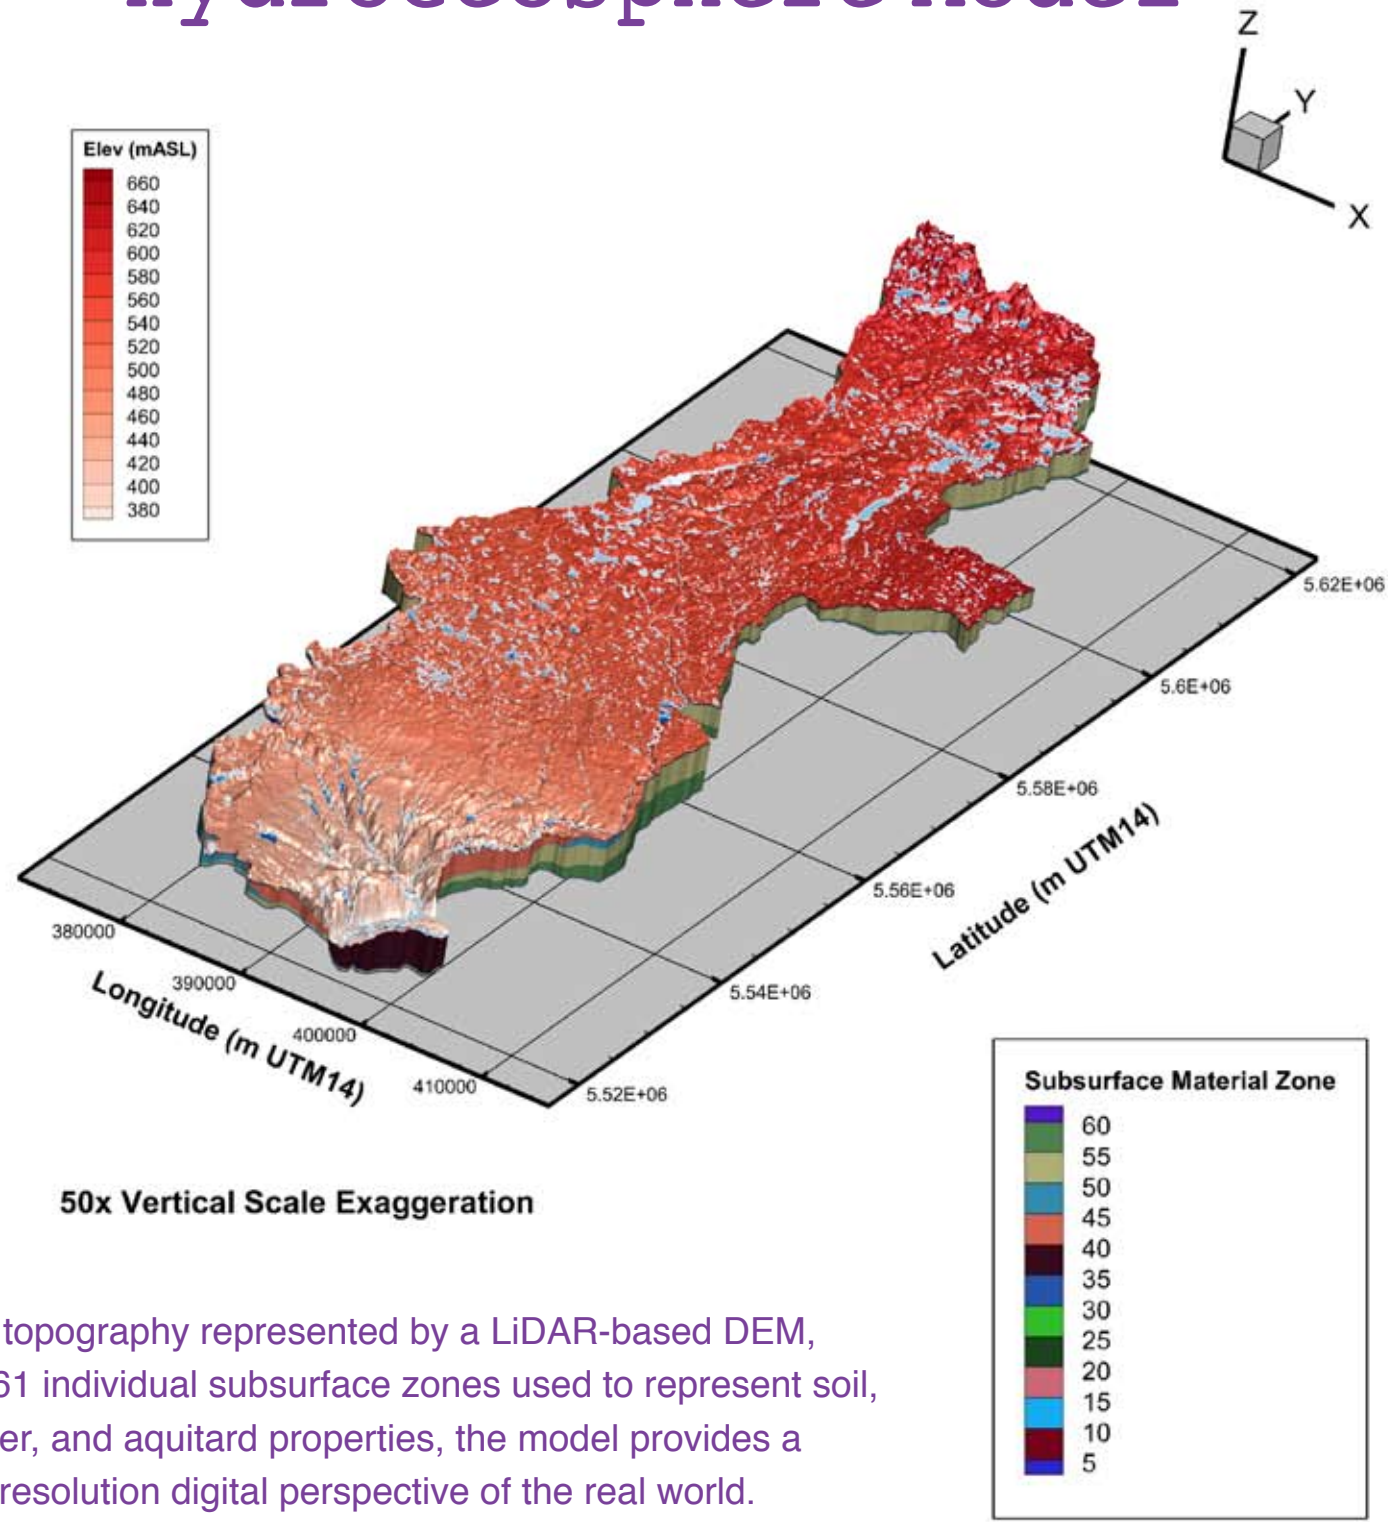 HydroGeoSphere Model
Z
Y
X
Elev (mASL)
660
640
620
600
580
560
540
520
500
480
460
440
420
400
380
5.62E+06
5.6E+06
5.58E+06
5.56E+06
5.54E+06
5.52E+06
Latitude (m UTM14)
380000
390000
400000
410000
Longitude (m UTM14)
50x Vertical Scale Exaggeration
Subsurface Material Zone
60
55
50
45
40
35
30
25
20
15
10
5
topography represented by a LiDAR-based DEM,
61 individual subsurface zones used to represent soil,
er, and aquitard properties, the model provides a
resolution digital perspective of the real world.